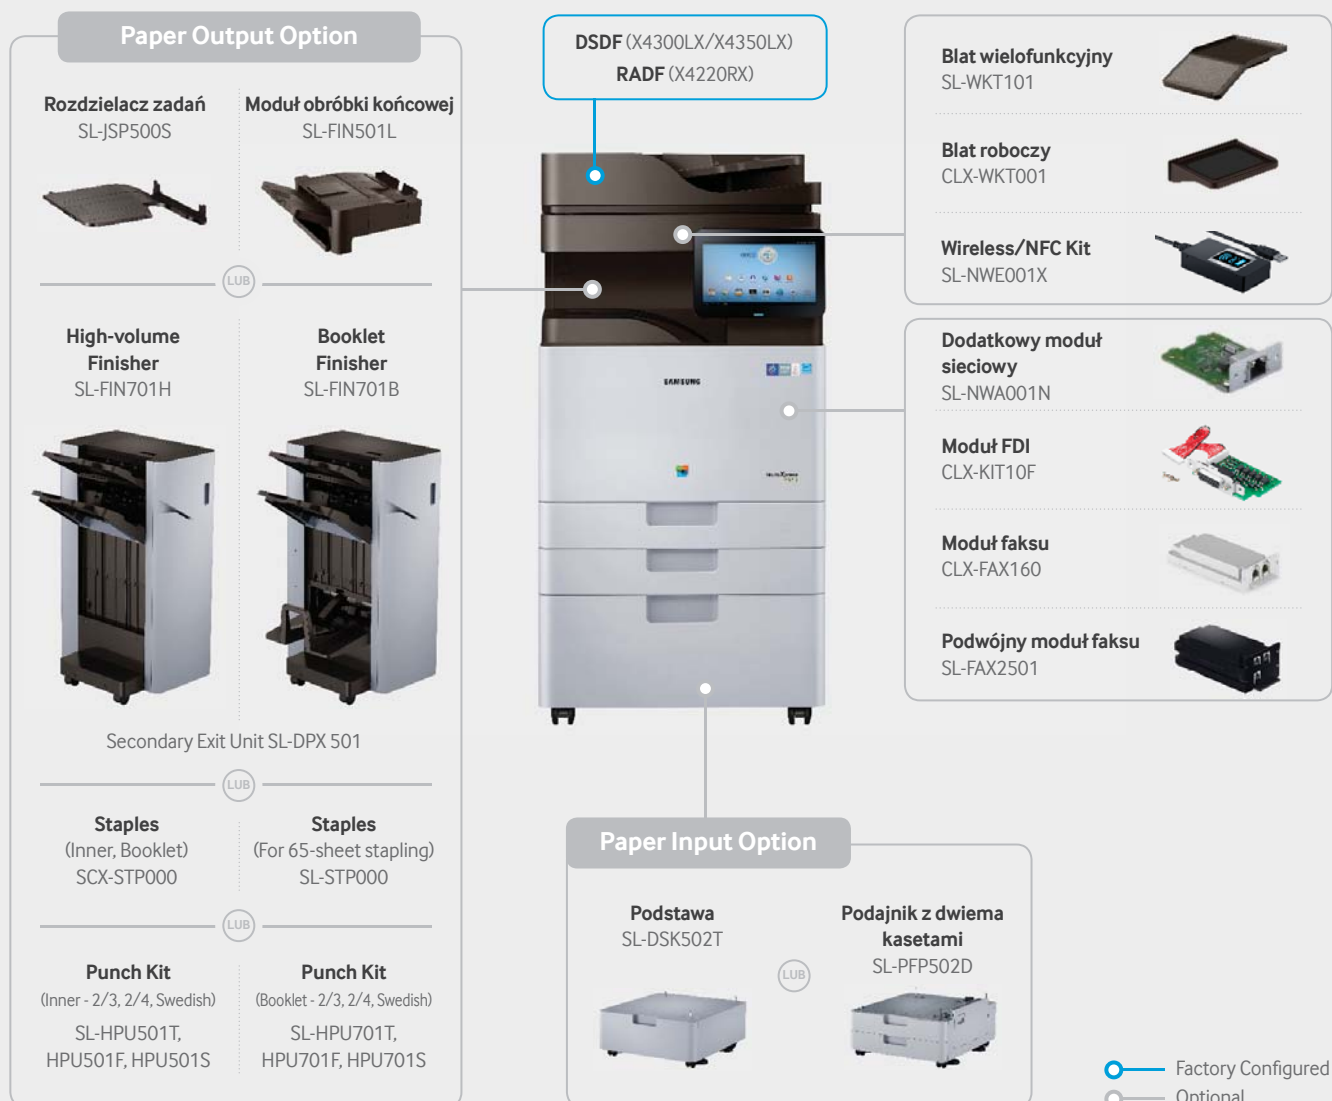 Paper Output Option
Rozdzielacz zadań
SL-JSP500S
Moduł obróbki końcowej
SL-FIN501L
LUB
High-volume
Finisher
SL-FIN701H
Booklet
Finisher
SL-FIN701B
Secondary Exit Unit SL-DPX 501
LUB
Staples
(Inner, Booklet)
SCX-STP000
Staples
(For 65-sheet stapling)
SL-STP000
LUB
Punch Kit
(Inner - 2/3, 2/4, Swedish)
SL-HPU501T,
HPU501F, HPU501S
Punch Kit
(Booklet - 2/3, 2/4, Swedish)
SL-HPU701T,
HPU701F, HPU701S
DSDF (X4300LX/X4350LX)
RADF (X4220RX)
SAMSUNG
Blat wielofunkcyjny
SL-WKT101
Blat roboczy
CLX-WKT001
Wireless/NFC Kit
SL-NWE001X
Dodatkowy moduł
sieciowy
SL-NWA001N
Moduł FDI
CLX-KIT10F
Moduł faksu
CLX-FAX160
Podwójny moduł faksu
SL-FAX2501
Paper Input Option
Podstawa
SL-DSK502T
LUB
Podajnik z dwiema
kasetami
SL-PFP502D
Factory Configured
Optional